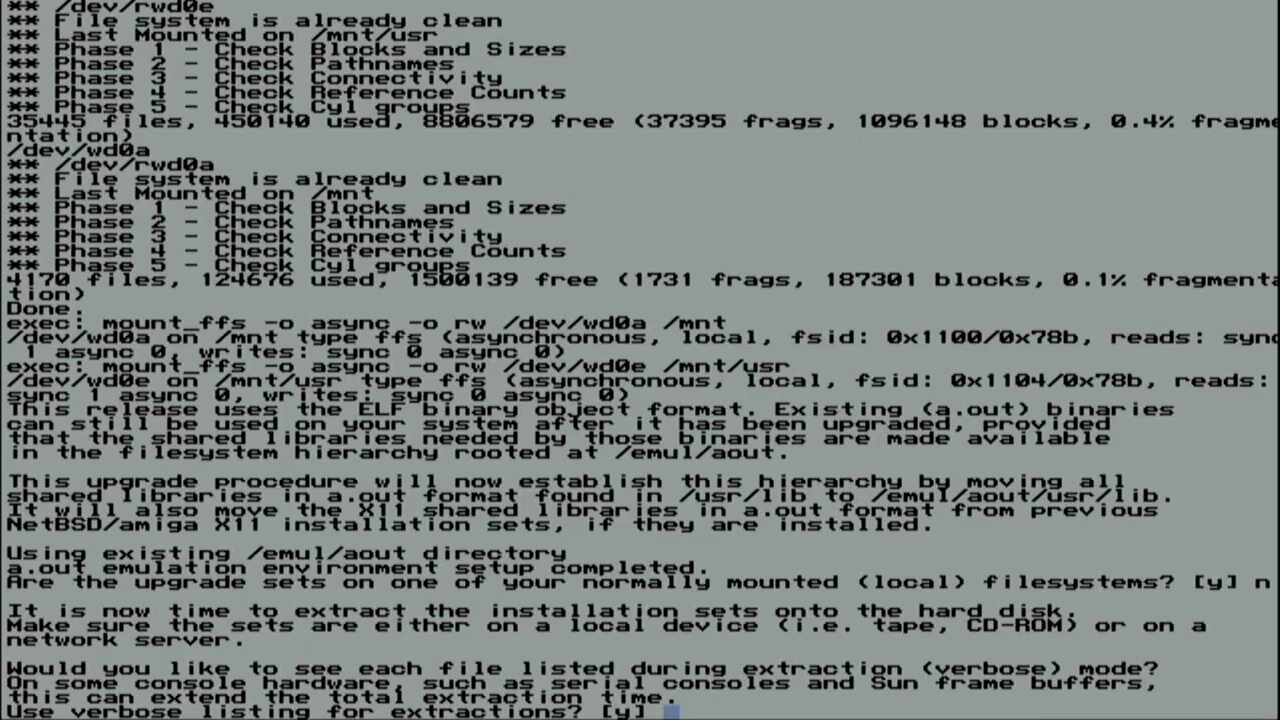 ** /dev/rwd0e
** File system is already clean
** Last Mounted on /mnt/usr
** Phase 1 - Check Blocks and Sizes
** Phase 2 - Check Pathnames
** Phase 3 - Check Connectivity
** Phase 4 - Check Reference Counts
** Phase 5 - Check Cyl groups
35445 files, 450140 used, 8806579 free (37395 frags, 1096148 blocks, 0.4% fragme
ntation)
/dev/wd0a
** /dev/rwd0a
** File system is already clean
** Last Mounted on /mnt
** Phase 1 - Check Blocks and Sizes
** Phase 2 - Check Pathnames
** Phase 3 - Check Connectivity
** Phase 4 - Check Reference Counts
** Phase 5 - Check Cyl groups
4170 files, 124676 used, 1500139 free (1731 frags, 187301 blocks, 0.1% fragmenta
tion)
Done.
exec: mount_ffs -o async -o rw /dev/wd0a /mnt
/dev/wd0a on /mnt type ffs (asynchronous, local, fsid: 0x1100/0x78b, reads: sync
 1 async 0, writes: sync 0 async 0)
exec: mount_ffs -o async -o rw /dev/wd0e /mnt/usr
/dev/wd0e on /mnt/usr type ffs (asynchronous, local, fsid: 0x1104/0x78b, reads:
sync 1 async 0, writes: sync 0 async 0)
This release uses the ELF binary object format. Existing (a.out) binaries
can still be used on your system after it has been upgraded, provided
that the shared libraries needed by those binaries are made available
in the filesystem hierarchy rooted at /emul/aout.
This upgrade procedure will now establish this hierarchy by moving all
shared libraries in a.out format found in /usr/lib to /emul/aout/usr/lib.
It will also move the X11 shared libraries in a.out format from previous
NetBSD/amiga X11 installation sets, if they are installed.
Using existing /emul/aout directory
a.out emulation environment setup completed.
Are the upgrade sets on one of your normally mounted (local) filesystems? [y] n
It is now time to extract the installation sets onto the hard disk.
Make sure the sets are either on a local device (i.e. tape, CD-ROM) or on a
network server.
Would you like to see each file listed during extraction (verbose) mode?
On some console hardware, such as serial consoles and Sun frame buffers,
this can extend the total extraction time.
Use verbose listing for extractions? [y]